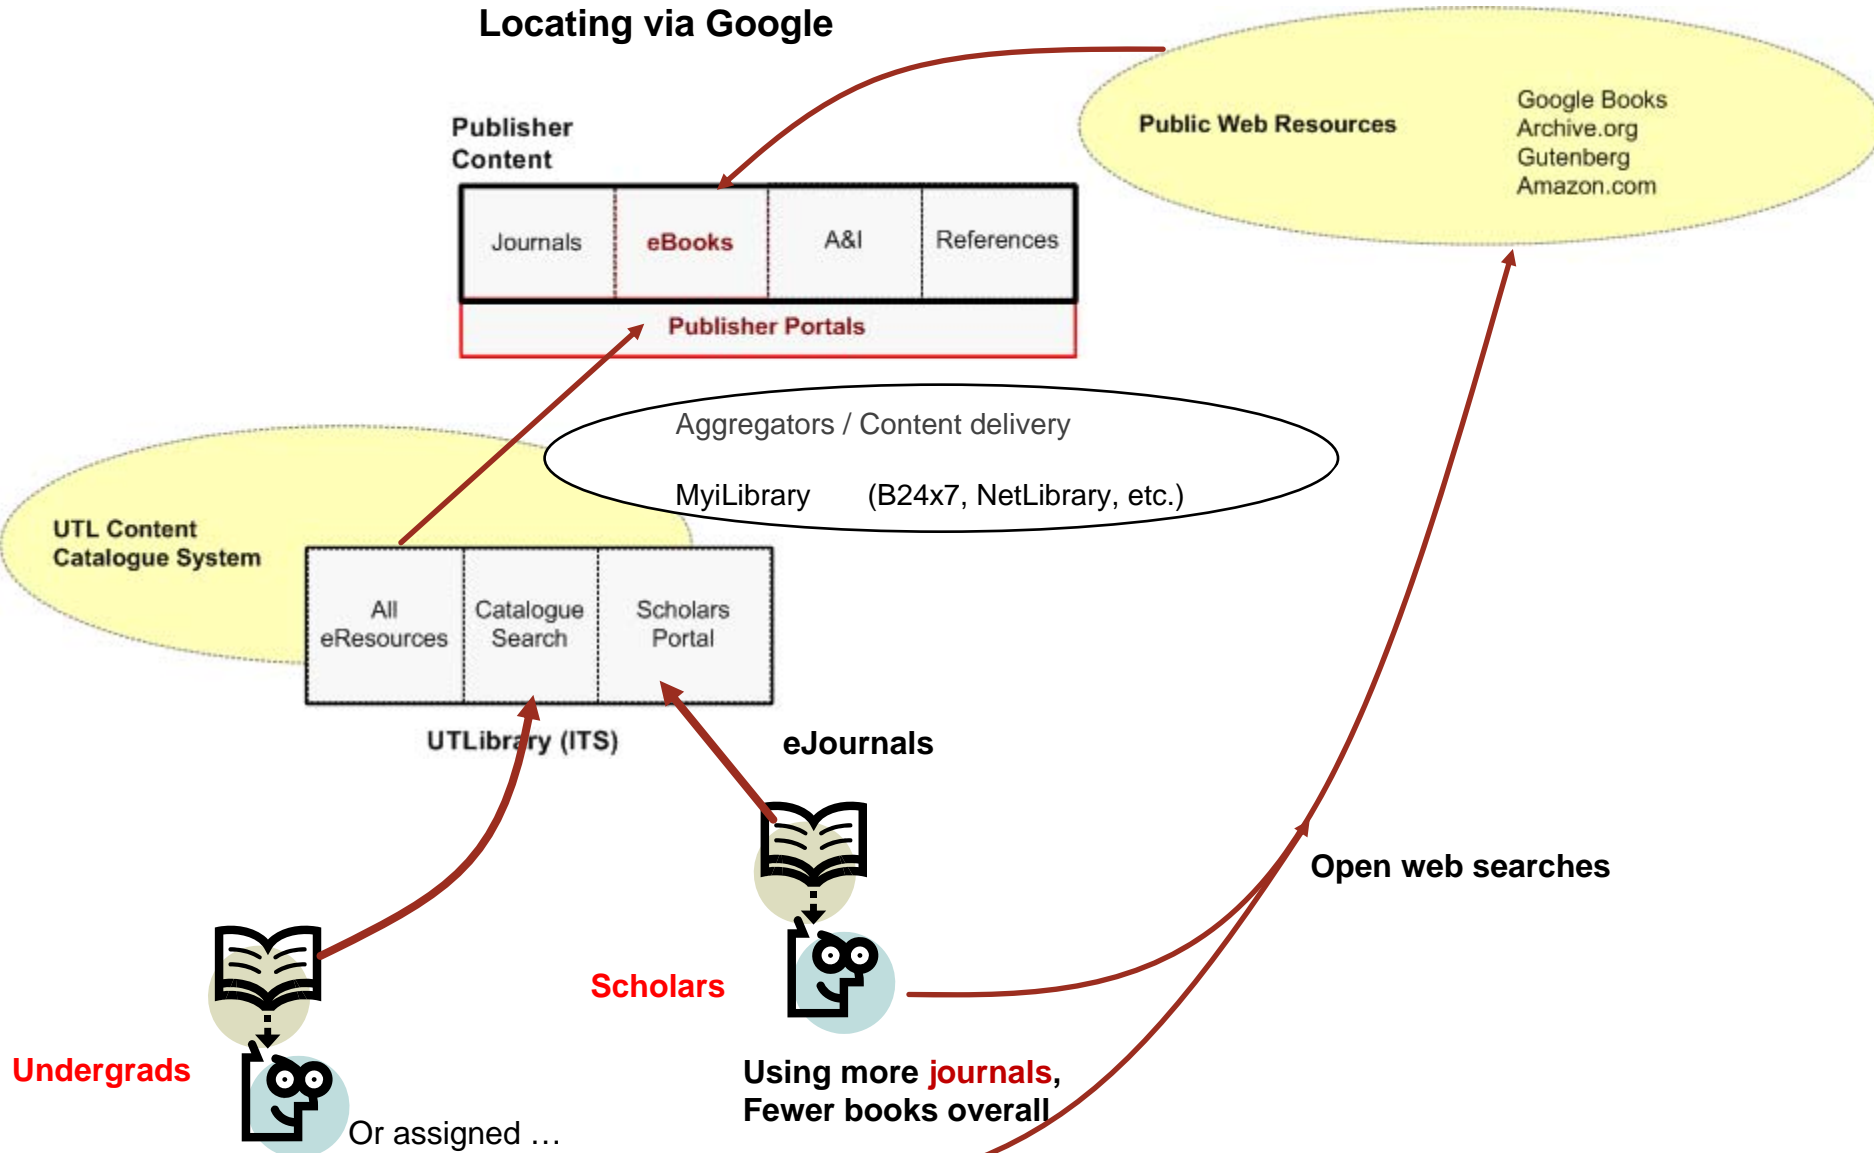 Locating via Google
Publisher
Content
Public Web Resources
Google Books
Archive.org
Gutenberg
Amazon.com
Journals
eBooks
A&I
References
Publisher Portals
Aggregators / Content delivery
MyiLibrary (B24x7, NetLibrary, etc.)
UTL Content
Catalogue System
All
eResources
Catalogue
Search
Scholars
Portal
UTLibrary (ITS)
eJournals
Open web searches
Scholars
Undergrads
Using more journals,
Fewer books overall
Or assigned …